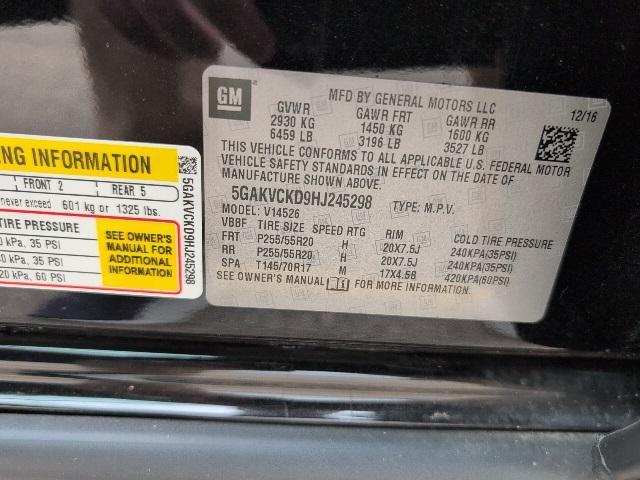 GM
MFD BY GENERAL MOTORS LLC
12/16
GVWR GAWR FRT GAWR RR
2930 KG 1450 KG 1600 KG
6459 LB 3196 LB 3527 LB
THIS VEHICLE CONFORMS TO ALL APPLICABLE U.S. FEDERAL MOTOR
VEHICLE SAFETY STANDARDS IN EFFECT ON THE DATE OF
MANUFACTURE SHOWN ABOVE.
5GAKVCKD9HJ245298 TYPE: M.P.V.
MODEL: V14526
VBBF TIRE SIZE SPEED RTG RIM COLD TIRE PRESSURE
FRT P255/55R20 H 20X7.5J 240KPA(35PSI)
RR P255/55R20 H 20X7.5J 240KPA(35PSI)
SPA T145/70R17 M 17X4.5B 420KPA(60PSI)
SEE OWNER'S MANUAL FOR MORE INFORMATION.
NG INFORMATION
FRONT 2 REAR 5
never exceed 601 kg or 1325 lbs.
TIRE PRESSURE
kPa, 35 PSI
kPa, 35 PSI
20 kPa, 60 PSI
SEE OWNER'S
MANUAL FOR
ADDITIONAL
INFORMATION
5GAKVCKD9HJ245298